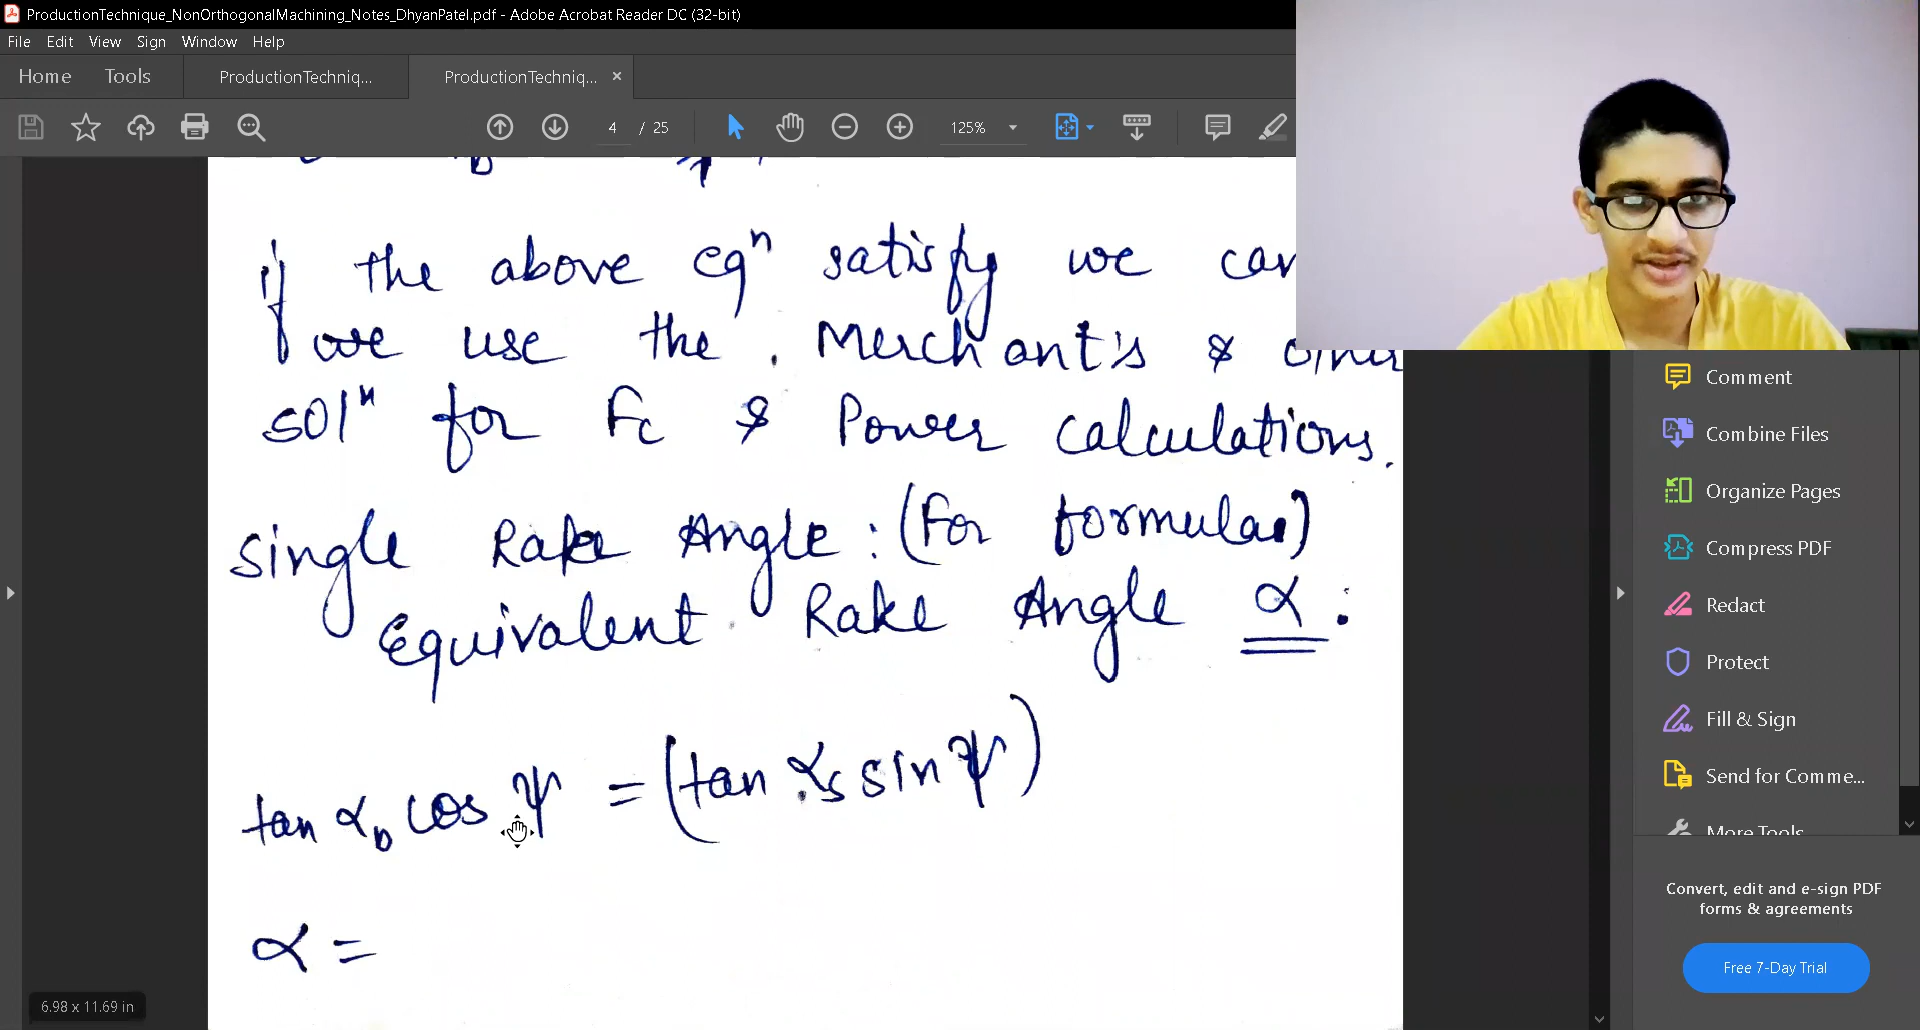 ProductionTechnique_NonOrthogonalMachining_Notes_DhyanPatel.pdf - Adobe Acrobat Reader DC (32-bit)
File Edit View Sign Window Help
Home Tools ProductionTechniq... ProductionTechniq... ×
4 / 25 125%
if the above eqⁿ satisfy we can
we use the . Merchant's & other
solⁿ for Fc & Power calculations.
Single Rake Angle : (For formulae)
Equivalent Rake Angle α :
tan αb cos ψ = (tan αs sin ψ)
α =
6.98 x 11.69 in
Comment
Combine Files
Organize Pages
Compress PDF
Redact
Protect
Fill & Sign
Send for Comme...
More Tools
Convert, edit and e-sign PDF
forms & agreements
Free 7-Day Trial